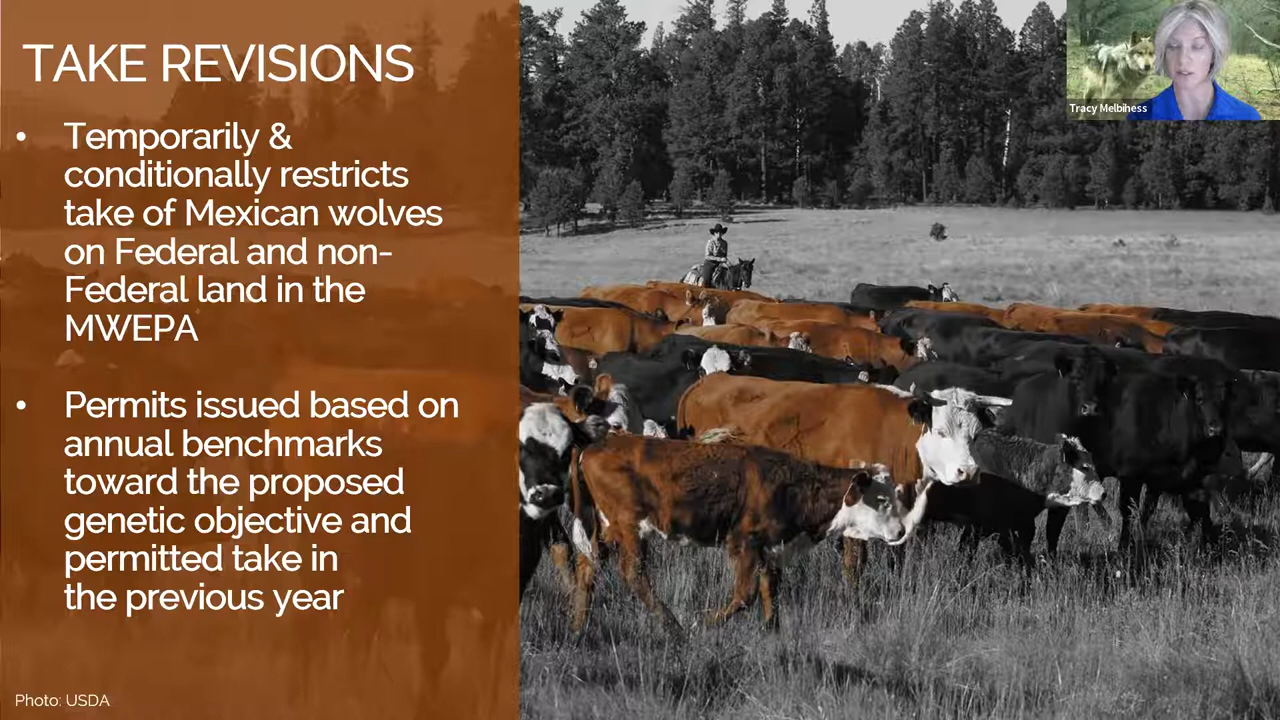 TAKE REVISIONS
• Temporarily &
conditionally restricts
take of Mexican wolves
on Federal and non-
Federal land in the
MWEPA
• Permits issued based on
annual benchmarks
toward the proposed
genetic objective and
permitted take in
the previous year
Photo: USDA
Tracy Melbihess